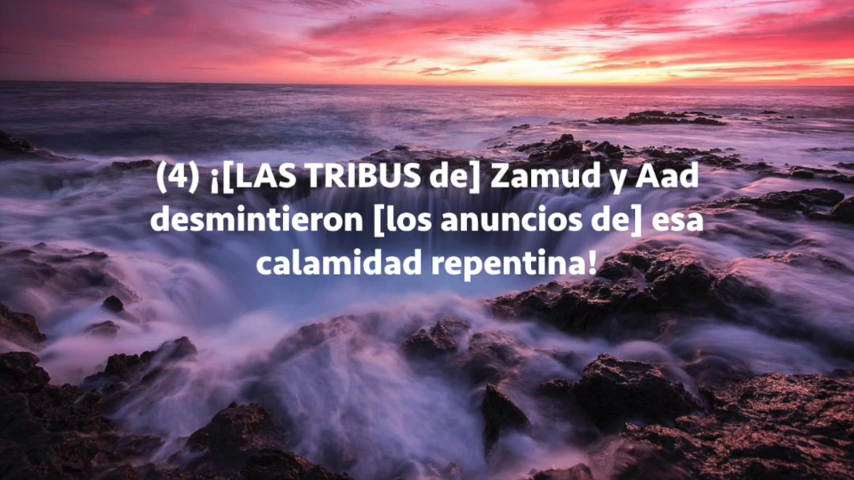 (4) ¡[LAS TRIBUS de] Zamud y Aad
desmintieron [los anuncios de] esa
calamidad repentina!